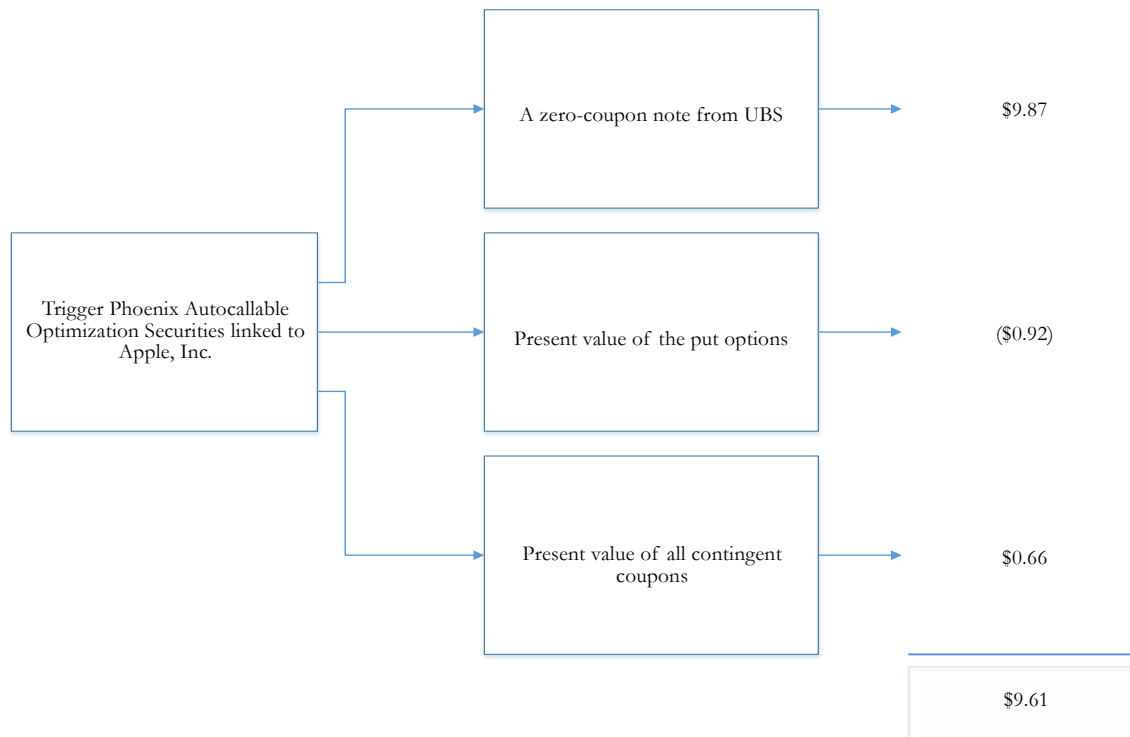 A zero-coupon note from UBS
$9.87
Trigger Phoenix Autocallable
Optimization Securities linked to
Apple, Inc.
Present value of the put options
($0.92)
Present value of all contingent
coupons
$0.66
$9.61